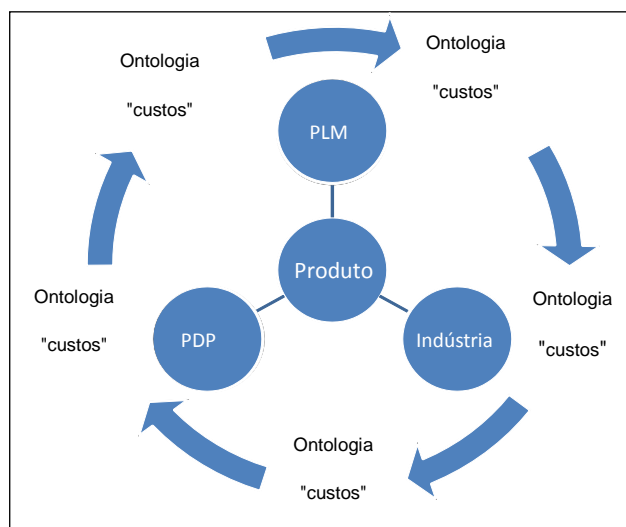 Ontologia
"custos"
Ontologia
"custos"
PLM
Produto
Ontologia
"custos"
PDP
Indústria
Ontologia
"custos"
Ontologia
"custos"